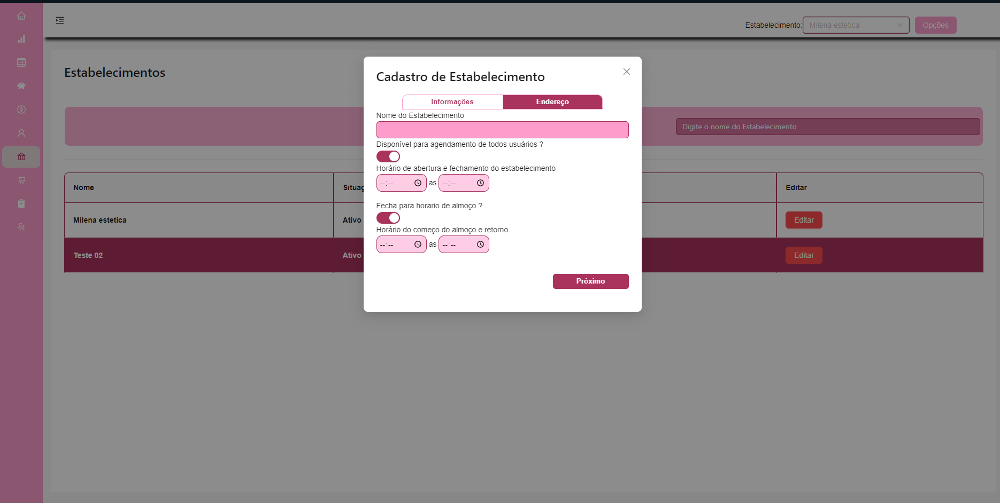 Estabelecimento:
Milena estetica
Opções
Estabelecimentos
Digite o nome do Estabelecimento
Nome
Situaç
Editar
Milena estetica
Ativo
Editar
Teste 02
Ativo
Editar
Cadastro de Estabelecimento
Informações
Endereço
Nome do Estabelecimento
Disponível para agendamento de todos usuários ?
Horário de abertura e fechamento do estabelecimento
--:-- as --:--
Fecha para horario de almoço ?
Horário do começo do almoço e retorno
--:-- as --:--
Próximo